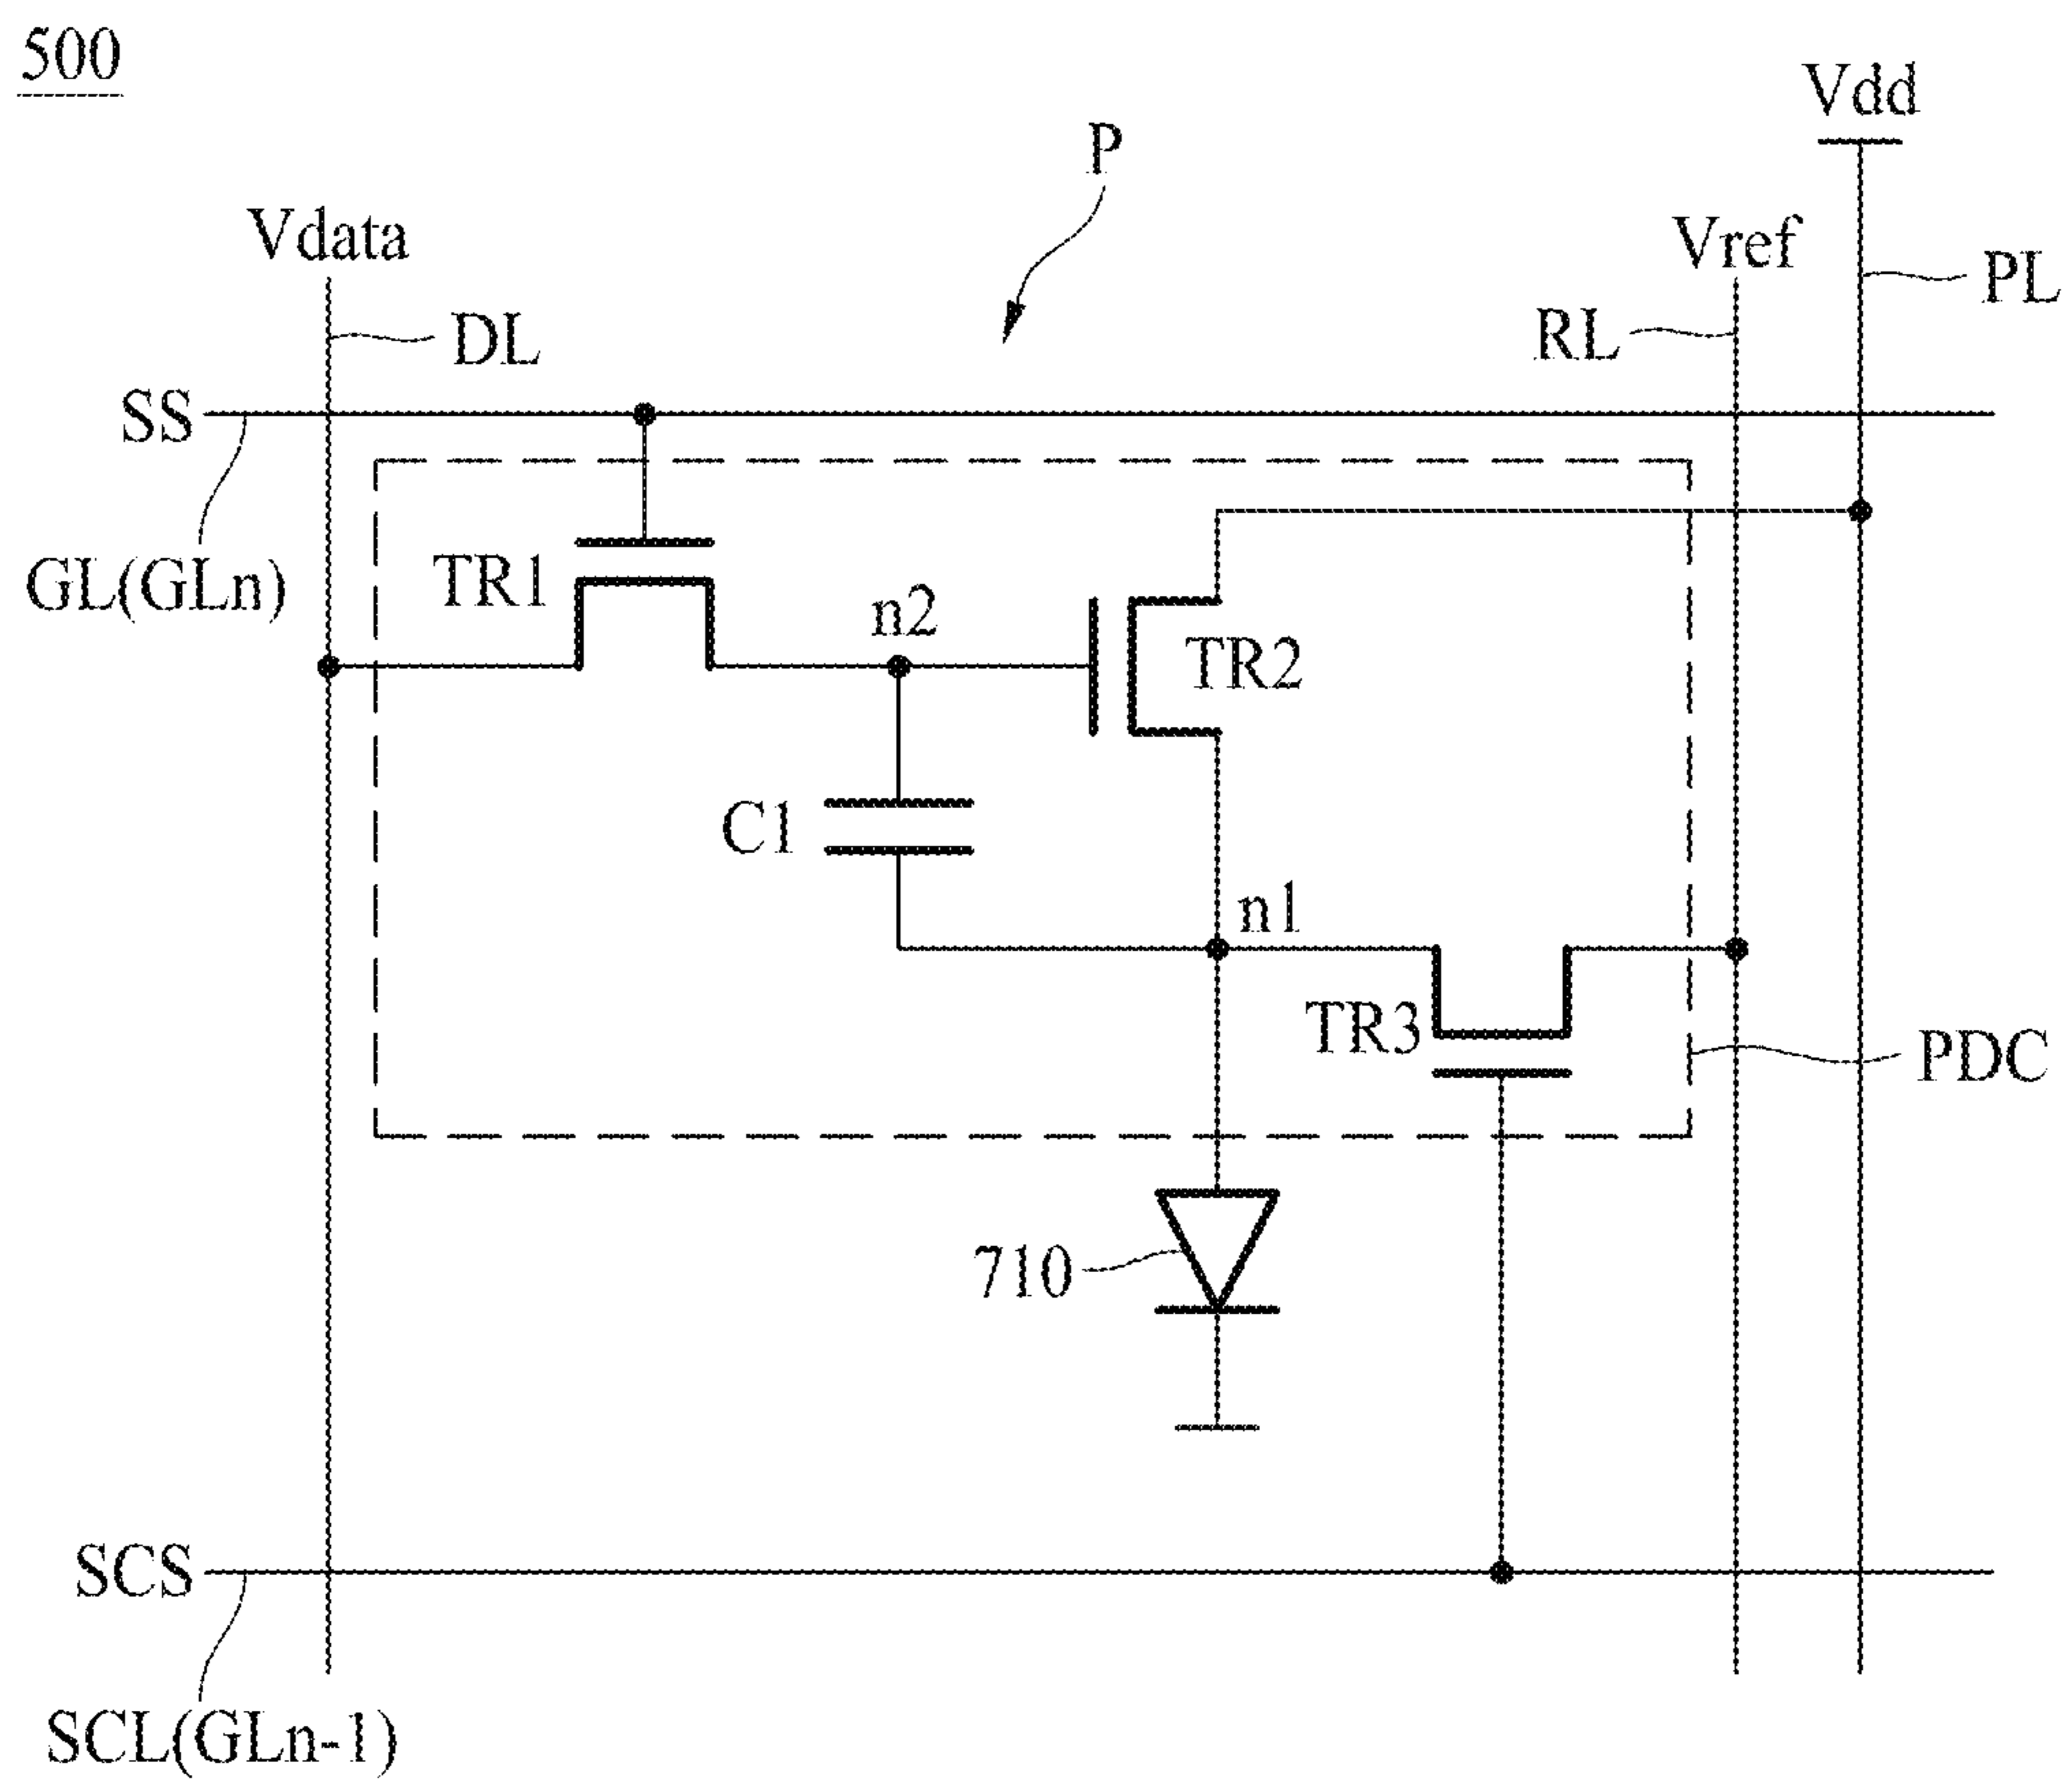 500
Vdd
P
Vdata
Vref
PL
DL
RL
SS
GL(GLn)
TR1
n2
TR2
C1
n1
TR3
PDC
710
SCS
SCL(GLn-1)